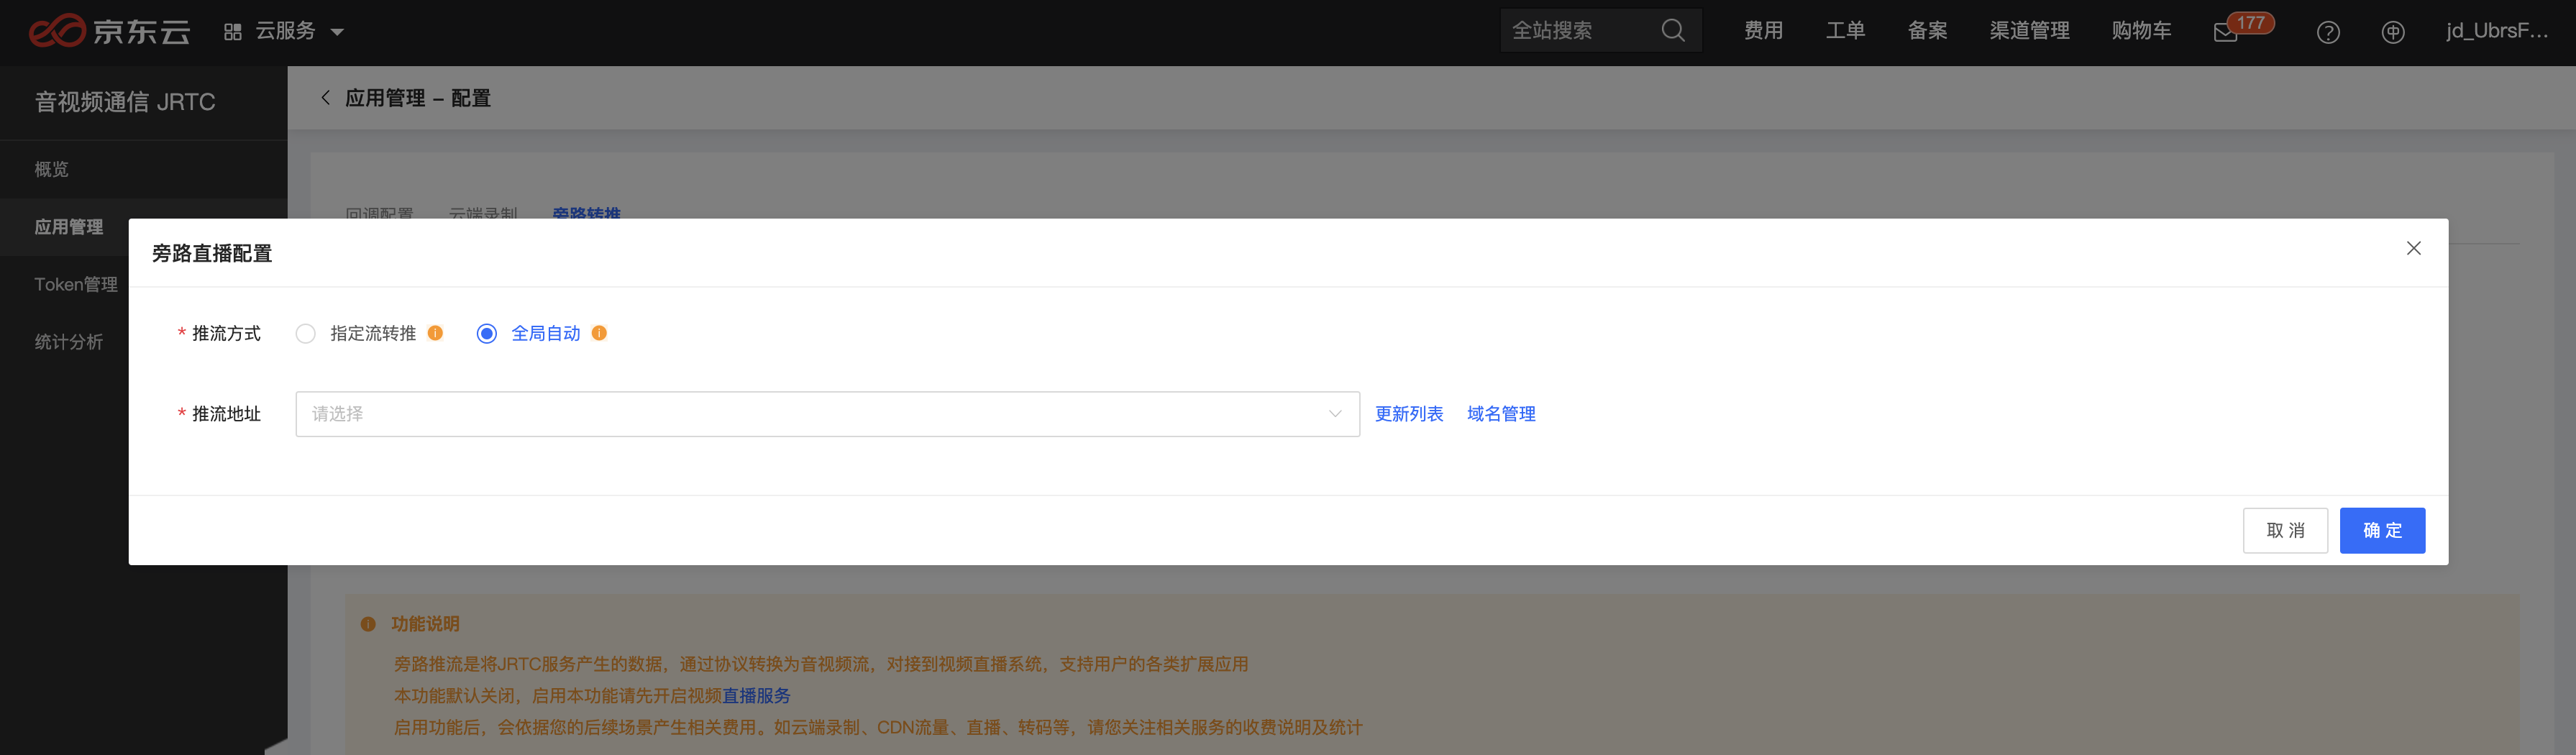 京东云 云服务 全站搜索 费用 工单 备案 渠道管理 购物车 177 jd_UbrsF...
音视频通信 JRTC
应用管理 – 配置
概览
应用管理
Token管理
统计分析
回调配置 云端录制 旁路转推
旁路直播配置
* 推流方式 指定流转推 全局自动
* 推流地址 请选择 更新列表 域名管理
取 消 确 定
功能说明
旁路推流是将JRTC服务产生的数据，通过协议转换为音视频流，对接到视频直播系统，支持用户的各类扩展应用
本功能默认关闭，启用本功能请先开启视频直播服务
启用功能后，会依据您的后续场景产生相关费用。如云端录制、CDN流量、直播、转码等，请您关注相关服务的收费说明及统计